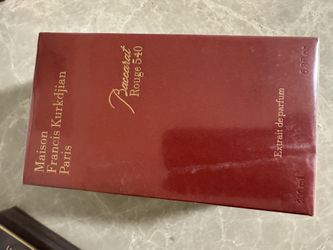 Maison
Francis Kurkdjian
Paris
Baccarat
Rouge 540
Extrait de parfum